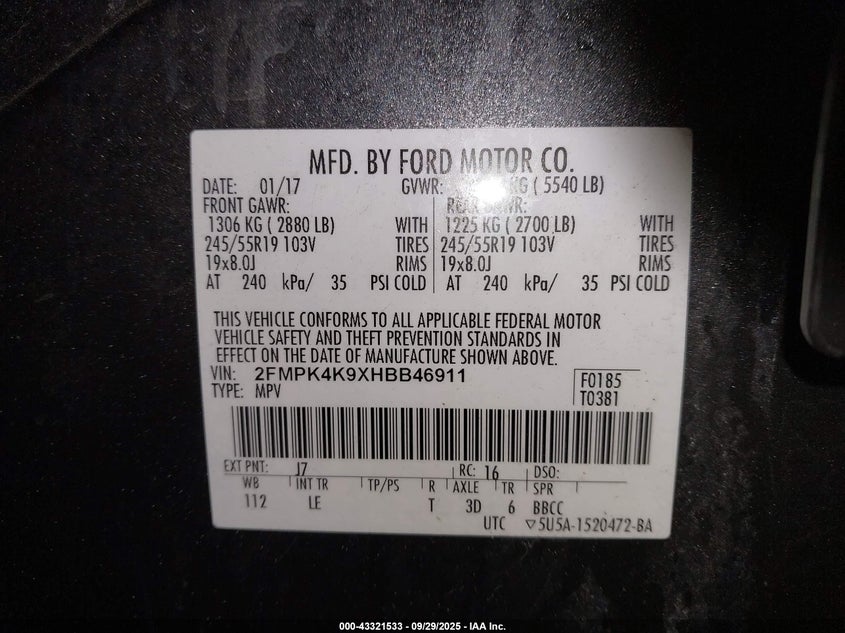 MFD. BY FORD MOTOR CO.
DATE: 01/17 GVWR: KG ( 5540 LB)
FRONT GAWR: REAR GAWR:
1306 KG ( 2880 LB) WITH 1225 KG ( 2700 LB) WITH
245/55R19 103V TIRES 245/55R19 103V TIRES
19x8.0J RIMS 19x8.0J RIMS
AT 240 kPa/ 35 PSI COLD AT 240 kPa/ 35 PSI COLD
THIS VEHICLE CONFORMS TO ALL APPLICABLE FEDERAL MOTOR
VEHICLE SAFETY AND THEFT PREVENTION STANDARDS IN
EFFECT ON THE DATE OF MANUFACTURE SHOWN ABOVE.
VIN: 2FMPK4K9XHBB46911 F0185
TYPE: MPV T0381
EXT PNT: J7 RC: 16 DSO:
WB INT TR TP/PS R AXLE TR SPR
112 LE T 3D 6 BBCC
UTC ▽5U5A-1520472-BA
000-43321533 - 09/29/2025 - IAA Inc.